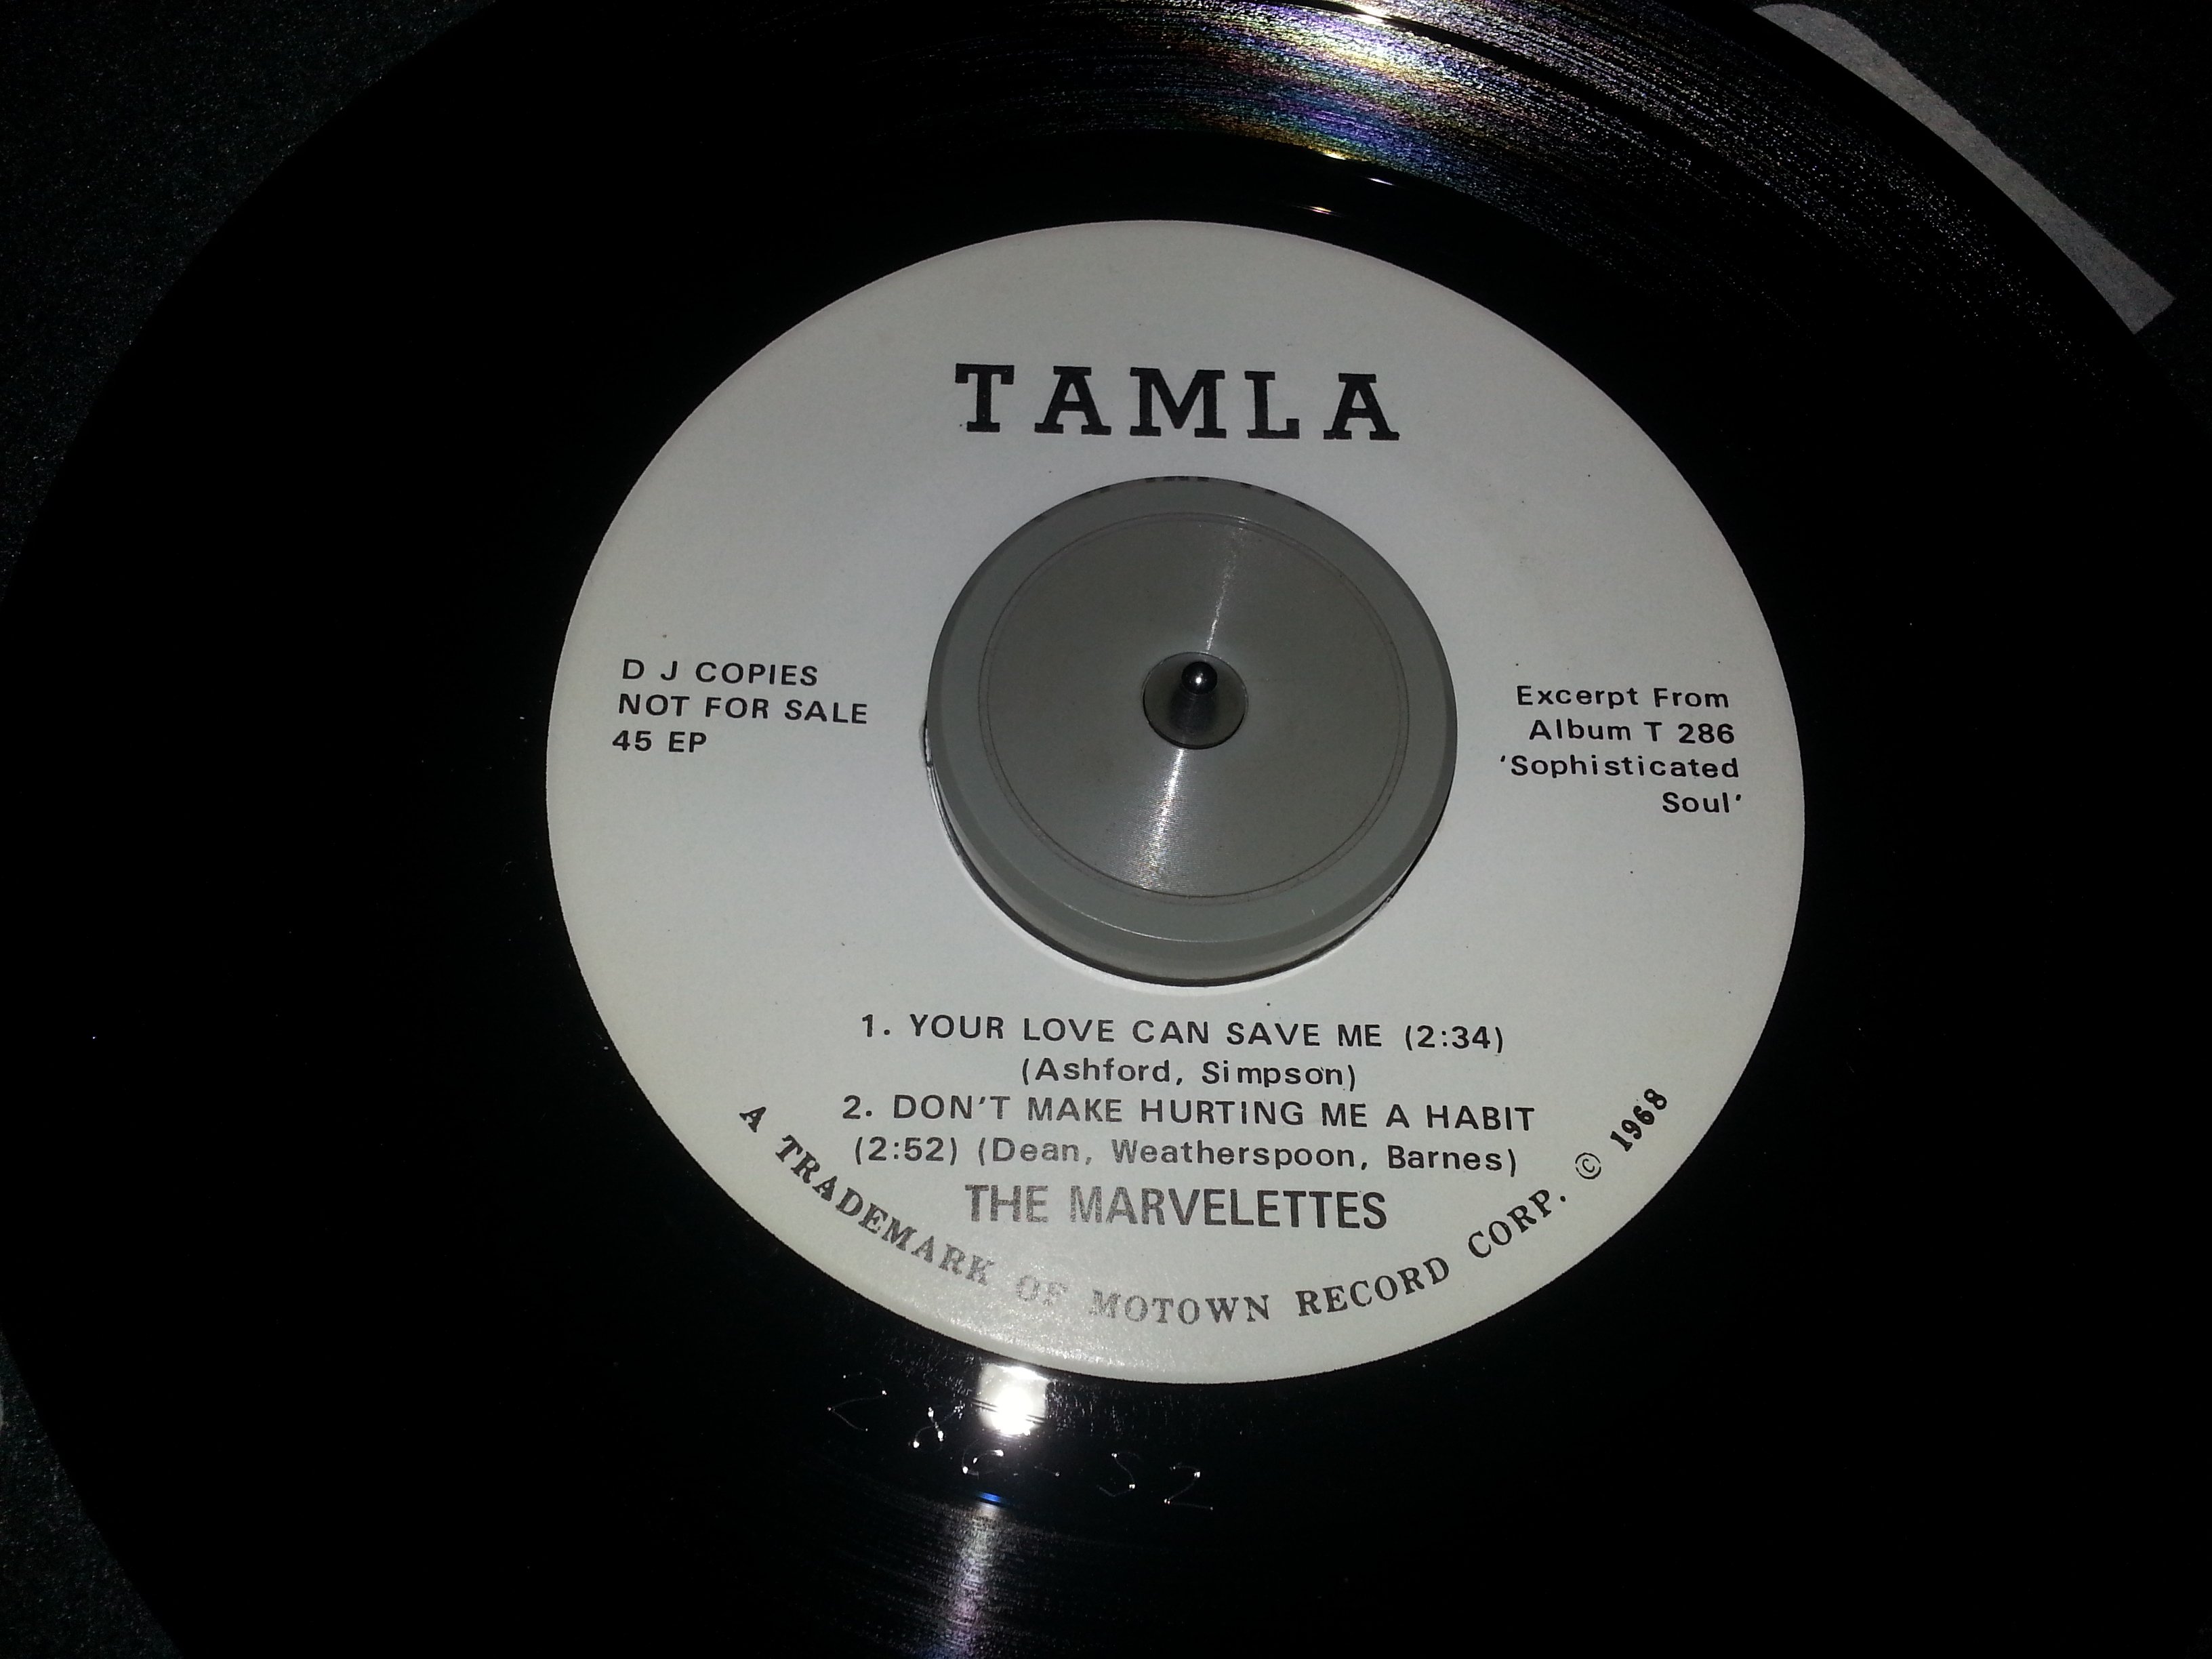 TAMLA
D J COPIES
NOT FOR SALE
45 EP
Excerpt From
Album T 286
'Sophisticated
Soul'
1. YOUR LOVE CAN SAVE ME (2:34)
(Ashford, Simpson)
2. DON'T MAKE HURTING ME A HABIT
(2:52) (Dean, Weatherspoon, Barnes)
THE MARVELETTES
A TRADEMARK OF MOTOWN RECORD CORP. © 1968